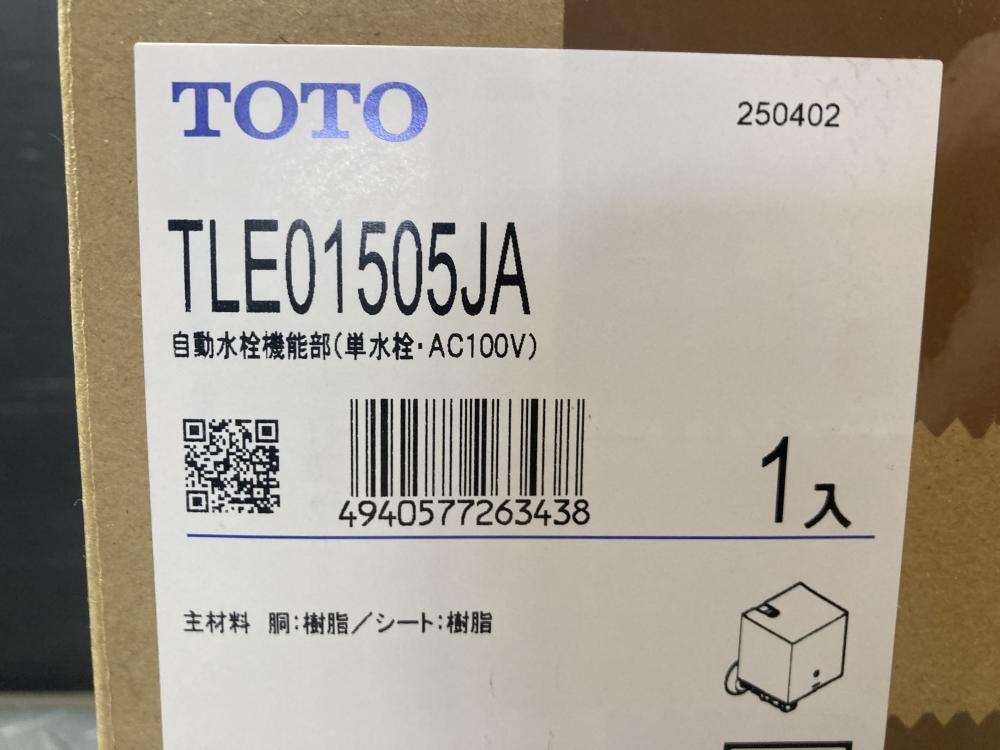 TOTO
250402
TLE01505JA
自動水栓機能部(単水栓・AC100V)
4940577263438
1入
主材料 胴:樹脂/シート:樹脂